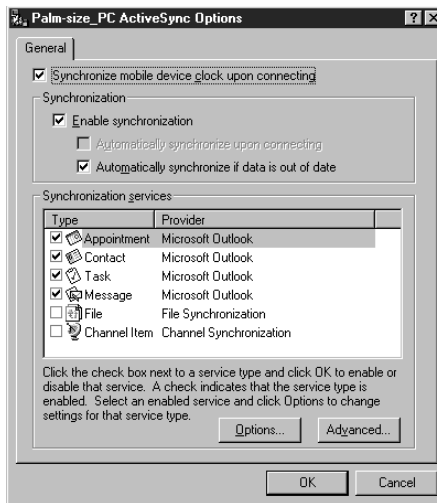 Palm-size_PC ActiveSync Options
General
Synchronize mobile device clock upon connecting
Synchronization
Enable synchronization
Automatically synchronize upon connecting
Automatically synchronize if data is out of date
Synchronization services
Type Provider
Appointment Microsoft Outlook
Contact Microsoft Outlook
Task Microsoft Outlook
Message Microsoft Outlook
File File Synchronization
Channel Item Channel Synchronization
Click the check box next to a service type and click OK to enable or
disable that service. A check indicates that the service type is
enabled. Select an enabled service and click Options to change
settings for that service type.
Options... Advanced...
OK Cancel